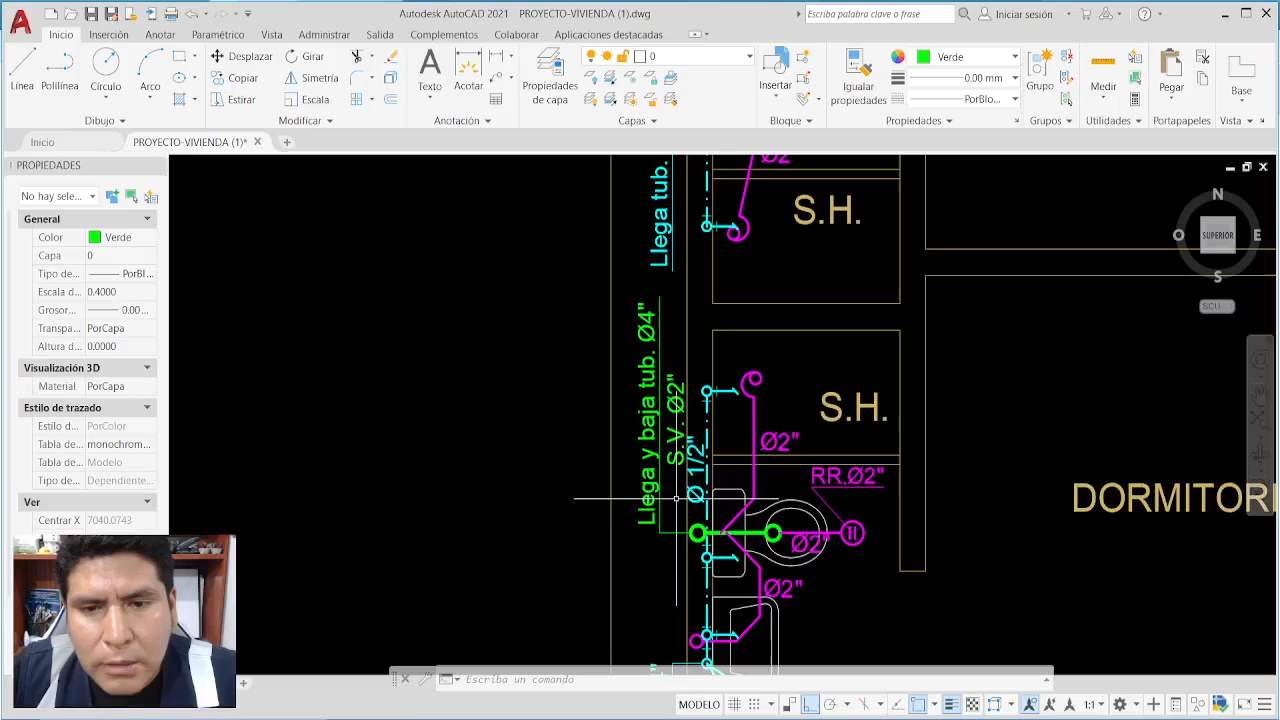 Autodesk AutoCAD 2021 PROYECTO-VIVIENDA (1).dwg
Escriba palabra clave o frase
Iniciar sesión
Inicio Inserción Anotar Paramétrico Vista Administrar Salida Complementos Colaborar Aplicaciones destacadas
Línea
Polilínea
Círculo
Arco
Dibujo
Desplazar
Girar
Copiar
Simetría
Estirar
Escala
Modificar
Texto
Acotar
Anotación
Propiedades
de capa
0
Capas
Insertar
Bloque
Igualar
propiedades
Verde
0.00 mm
PorBlo...
Propiedades
Grupo
Grupos
Medir
Utilidades
Pegar
Portapapeles
Base
Vista
Inicio
PROYECTO-VIVIENDA (1)*
PROPIEDADES
No hay sele...
General
Color Verde
Capa 0
Tipo de... PorBl...
Escala d... 0.4000
Grosor... 0.00...
Transpa... PorCapa
Altura d... 0.0000
Visualización 3D
Material PorCapa
Estilo de trazado
Estilo d... PorColor
Tabla de... monochrom...
Tabla d... Modelo
Tipo de... Dependiente...
Ver
Centrar X 7040.0743
Llega tub.
Ø2"
S.H.
Llega y baja tub. Ø4"
S.V. Ø2"
Ø 1/2"
S.H.
Ø2"
RR.Ø2"
Ø2"
Ø2"
DORMITORI
N
O
SUPERIOR
E
S
SCU
Escriba un comando
MODELO
1:1